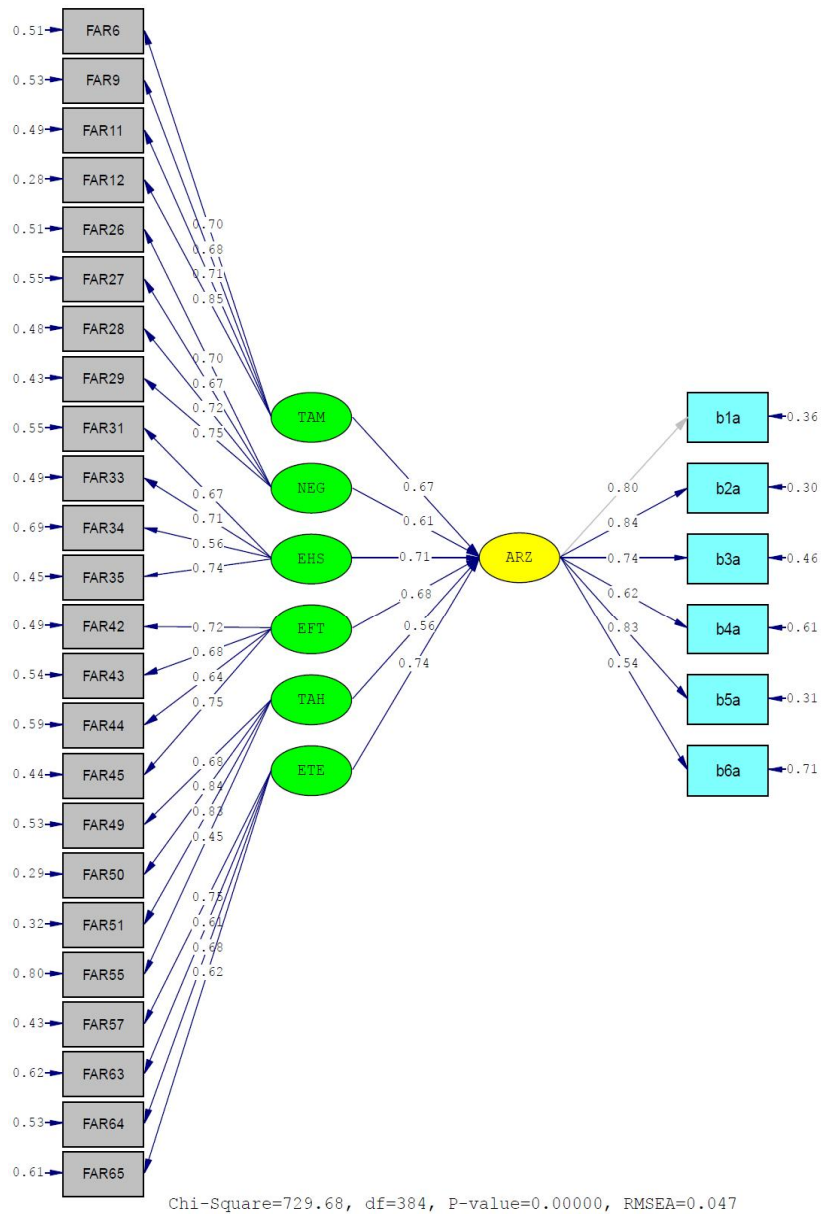 0.51 FAR6
0.53 FAR9
0.49 FAR11
0.28 FAR12
0.51 FAR26
0.55 FAR27
0.48 FAR28
0.43 FAR29
0.55 FAR31
0.49 FAR33
0.69 FAR34
0.45 FAR35
0.49 FAR42
0.54 FAR43
0.59 FAR44
0.44 FAR45
0.53 FAR49
0.29 FAR50
0.32 FAR51
0.80 FAR55
0.43 FAR57
0.62 FAR63
0.53 FAR64
0.61 FAR65
0.70
0.68
0.71
0.85
0.70
0.67
0.72
0.75
0.67
0.71
0.56
0.74
0.72
0.68
0.64
0.75
0.68
0.84
0.83
0.45
0.75
0.61
0.68
0.62
TAM
NEG
EHS
EFT
TAH
ETE
0.67
0.61
0.71
0.68
0.56
0.74
ARZ
0.80
0.84
0.74
0.62
0.83
0.54
b1a 0.36
b2a 0.30
b3a 0.46
b4a 0.61
b5a 0.31
b6a 0.71
Chi-Square=729.68, df=384, P-value=0.00000, RMSEA=0.047